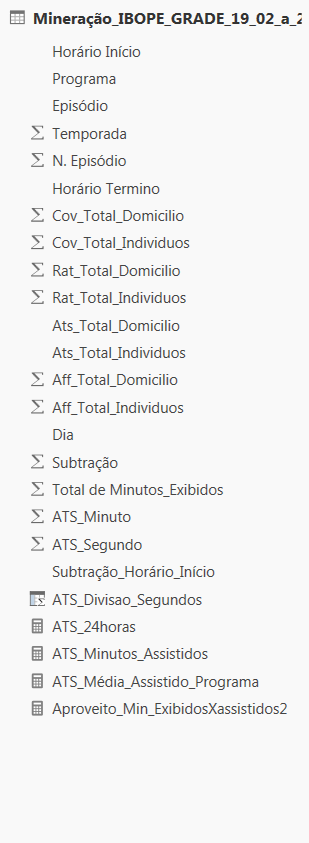 Mineração_IBOPE_GRADE_19_02_a_2
Horário Início
Programa
Episódio
Temporada
N. Episódio
Horário Termino
Cov_Total_Domicilio
Cov_Total_Individuos
Rat_Total_Domicilio
Rat_Total_Individuos
Ats_Total_Domicilio
Ats_Total_Individuos
Aff_Total_Domicilio
Aff_Total_Individuos
Dia
Subtração
Total de Minutos_Exibidos
ATS_Minuto
ATS_Segundo
Subtração_Horário_Início
ATS_Divisao_Segundos
ATS_24horas
ATS_Minutos_Assistidos
ATS_Média_Assistido_Programa
Aproveito_Min_ExibidosXassistidos2